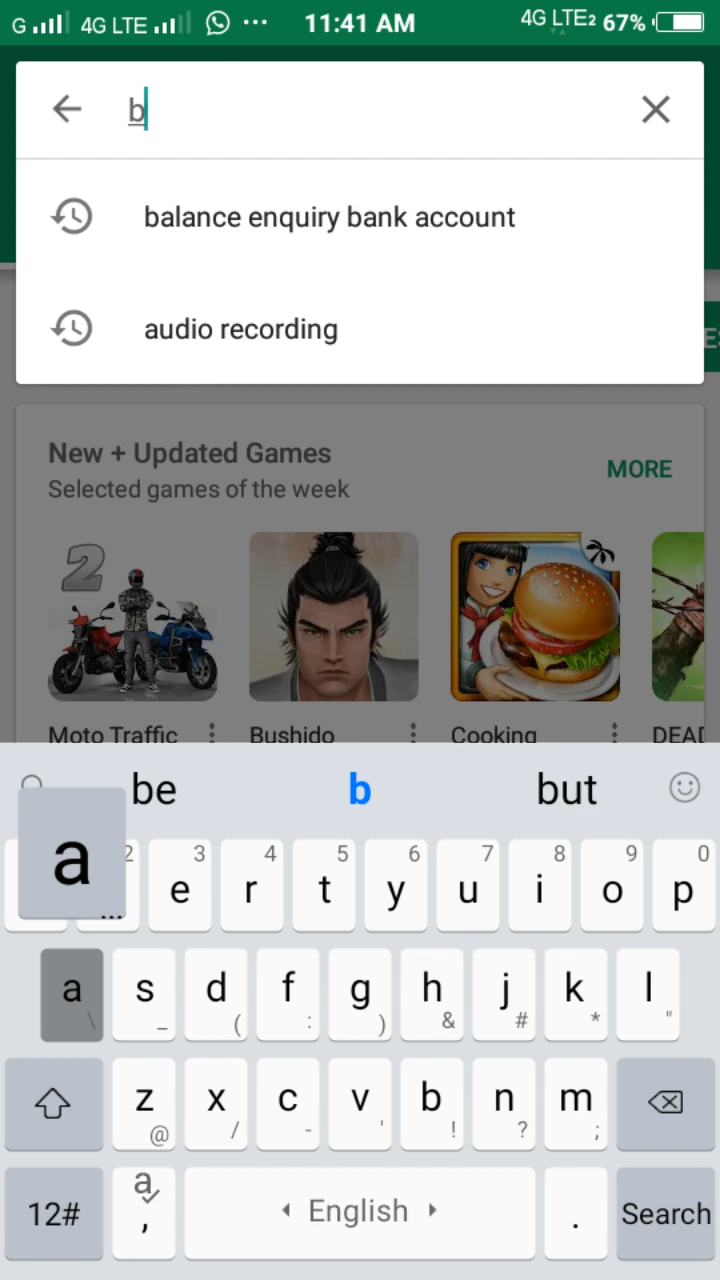 G 4G LTE ... 11:41 AM 4G LTE2 67%
b
balance enquiry bank account
audio recording
New + Updated Games
Selected games of the week
MORE
2
Moto Traffic Bushido Cooking DEAD
be b but
a
2 3 4 5 6 7 8 9 0
... e r t y u i o p
a s d f g h j k l
\ _ ( : ) & # * "
z x c v b n m
@ / - ' ! ? ;
12# a , English . Search